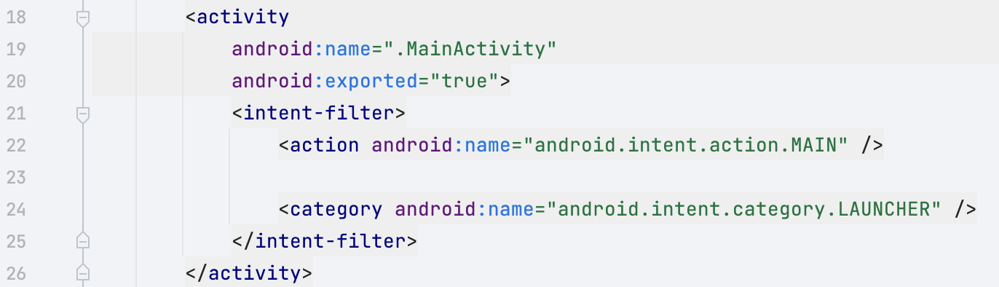 18 <activity
19 android:name=".MainActivity"
20 android:exported="true">
21 <intent-filter>
22 <action android:name="android.intent.action.MAIN" />
23
24 <category android:name="android.intent.category.LAUNCHER" />
25 </intent-filter>
26 </activity>